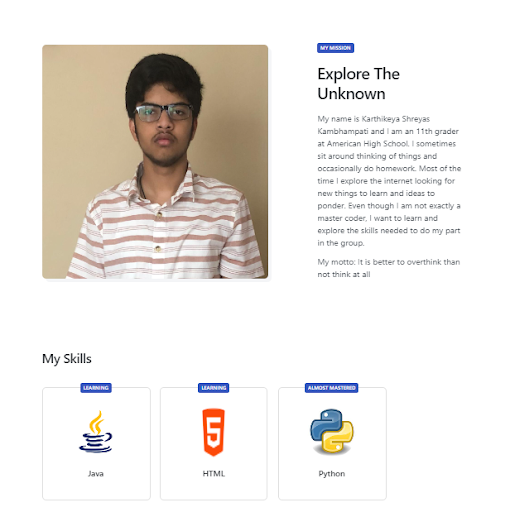 MY MISSION
Explore The
Unknown
My name is Karthikeya Shreyas
Kambhampati and I am an 11th grader
at American High School. I sometimes
sit around thinking of things and
occasionally do homework. Most of the
time I explore the internet looking for
new things to learn and ideas to
ponder. Even though I am not exactly a
master coder, I want to learn and
explore the skills needed to do my part
in the group.
My motto: It is better to overthink than
not think at all
My Skills
LEARNING
LEARNING
ALMOST MASTERED
5
Java
HTML
Python